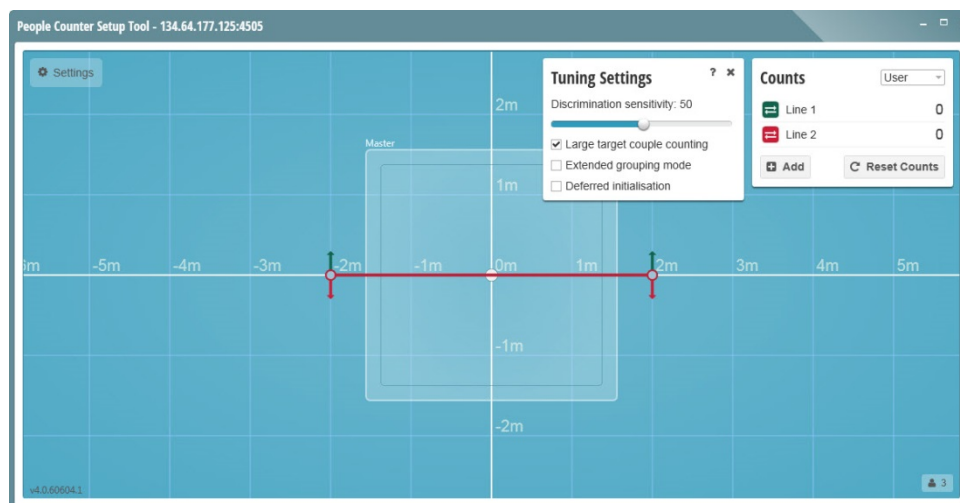 People Counter Setup Tool - 134.64.177.125:4505
Settings
Tuning Settings
?
Discrimination sensitivity: 50
Large target couple counting
Extended grouping mode
Deferred initialisation
Counts
User
Line 1 0
Line 2 0
Add
Reset Counts
2m
Master
1m
6m -5m -4m -3m -2m -1m 0m 1m 2m 3m 4m 5m
-1m
-2m
v4.0.60604.1
3